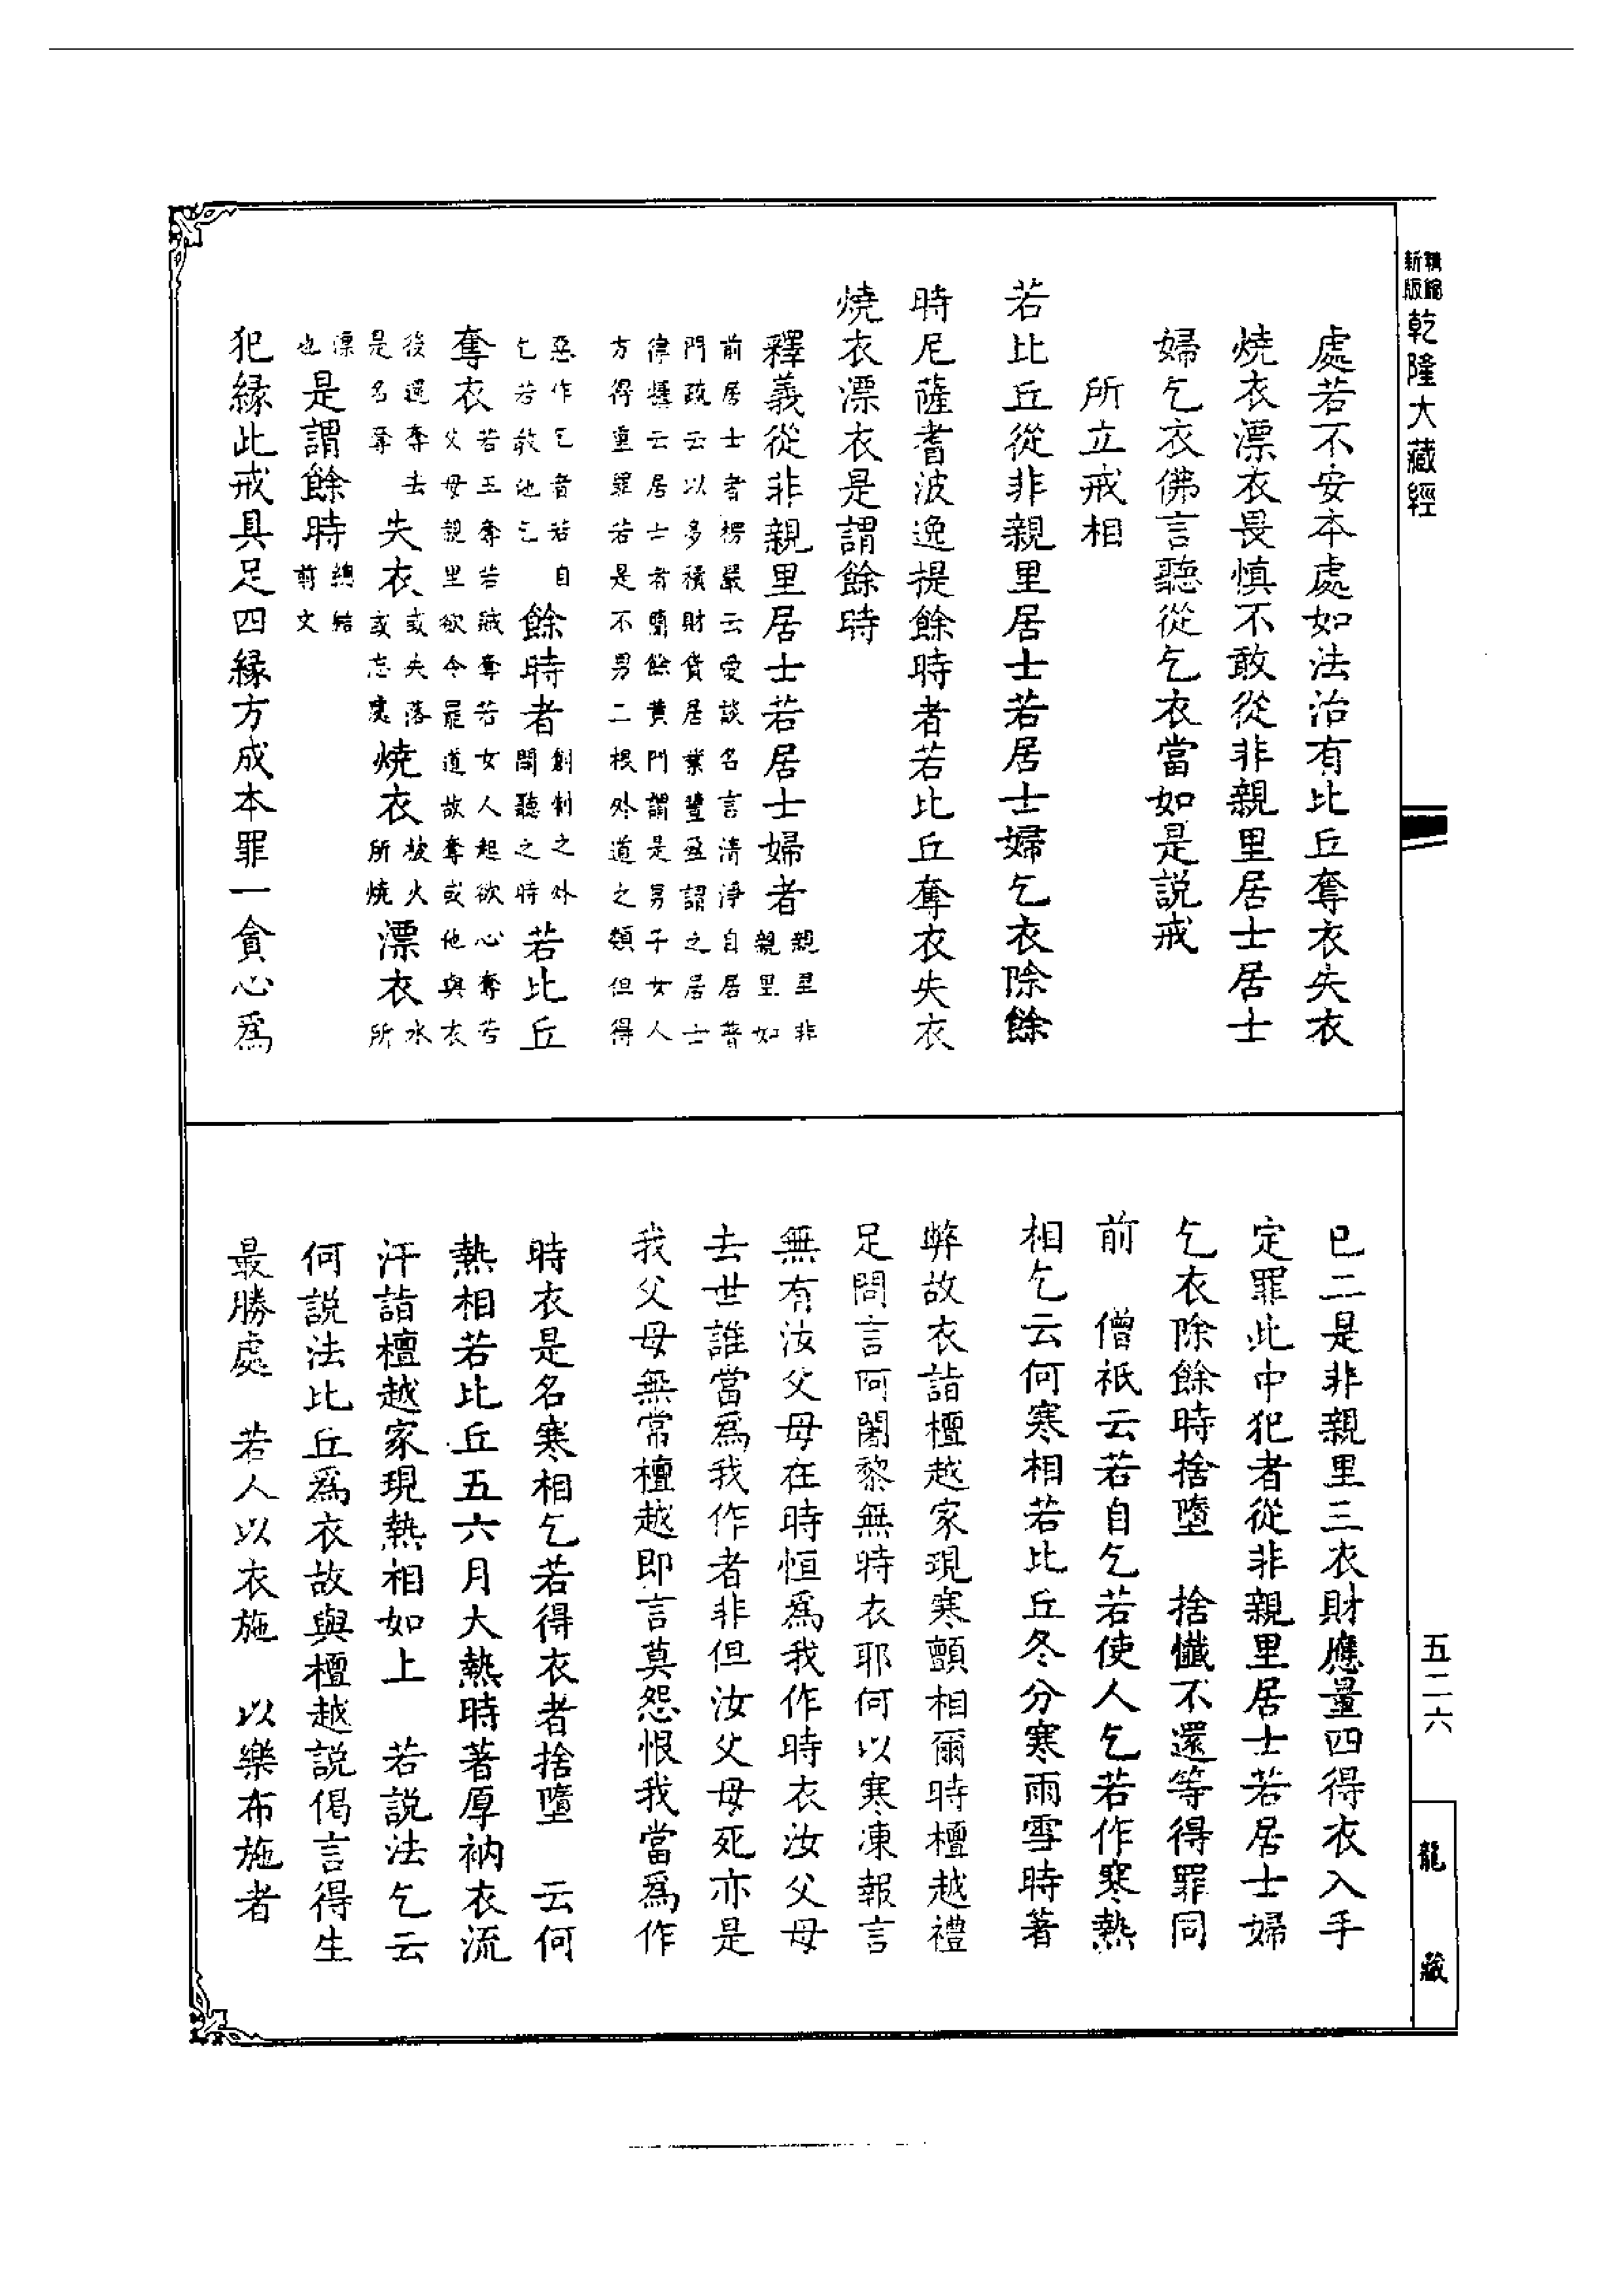 精縮新版乾隆大藏經
處若不安本處如法治有比丘奪衣失衣
燒衣漂衣畏慎不敢從非親里居士居士
婦乞衣佛言聽從乞衣當如是說戒
所立戒相
若比丘從非親里居士若居士婦乞衣除餘
時尼薩耆波逸提餘時者若比丘奪衣失衣
燒衣漂衣是謂餘時
釋義從非親里居士若居士婦者親里非親里如
前居士者楞嚴云愛談名言清淨自居普
門疏云以多積財貨居業豐盈謂之居士
律攝云居士者簡餘黃門謂是男子女人
方得重罪若是不男二根外道之類但得
惡作乞者若自乞若教他乞餘時者創制之外開聽之時若比丘
奪衣若王奪若賊奪若女人起欲心奪若父母親里欲令罷道故奪或他與衣
後還奪去是名奪失衣或失落或忘處燒衣被火所燒漂衣水所
漂也是謂餘時總結前文
犯緣此戒具足四緣方成本罪一貪心爲
已二是非親里三衣財應量四得衣入手
定罪此中犯者從非親里居士若居士婦
乞衣除餘時捨墮 捨懺不還等得罪同
前 僧祇云若自乞若使人乞若作寒熱
相乞云何寒相若比丘冬分寒雨雪時著
弊故衣詣檀越家現寒顫相爾時檀越禮
足問言阿闍黎無時衣耶何以寒凍報言
無有汝父母在時恒爲我作時衣汝父母
去世誰當爲我作者非但汝父母死亦是
我父母無常檀越即言莫怨恨我當爲作
時衣是名寒相乞若得衣者捨墮 云何
熱相若比丘五六月大熱時著厚衲衣流
汗詣檀越家現熱相如上 若說法乞云
何說法比丘爲衣故與檀越說偈言得生
最勝處 若人以衣施 以樂布施者
五二六
龍藏